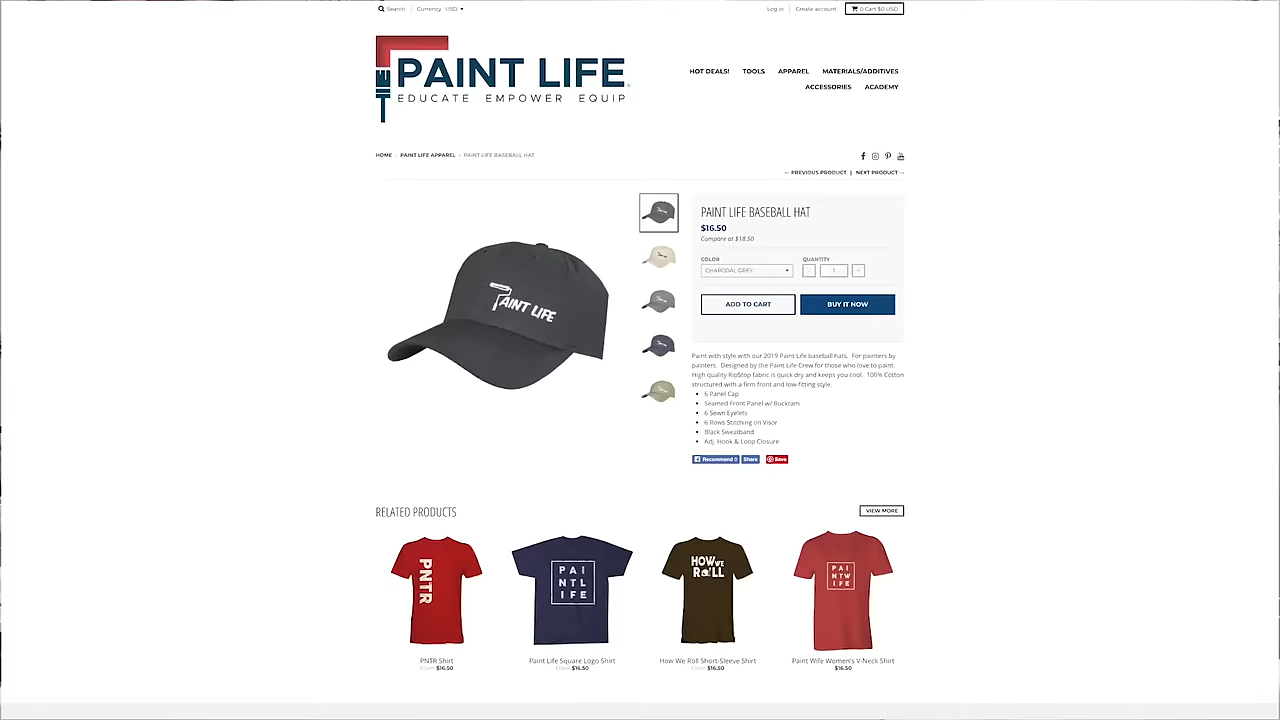 Search
Currency USD
Log in
Create account
0 Cart $0 USD
THE PAINT LIFE
EDUCATE EMPOWER EQUIP
HOT DEALS! TOOLS APPAREL MATERIALS/ADDITIVES
ACCESSORIES ACADEMY
HOME PAINT LIFE APPAREL PAINT LIFE BASEBALL HAT
← PREVIOUS PRODUCT | NEXT PRODUCT →
PAINT LIFE
PAINT LIFE BASEBALL HAT
$16.50
Compare at $18.50
COLOR QUANTITY
CHARCOAL GREY - 1 +
ADD TO CART BUY IT NOW
Paint with style with our 2019 Paint Life baseball hats. For painters by
painters. Designed by the Paint Life Crew for those who love to paint.
High quality RipStop fabric is quick dry and keeps you cool. 100% Cotton
structured with a firm front and low-fitting style.
6 Panel Cap
Seamed Front Panel w/ Buckram
6 Sewn Eyelets
6 Rows Stitching on Visor
Black Sweatband
Adj. Hook & Loop Closure
Recommend 0 Share Save
RELATED PRODUCTS
VIEW MORE
PNTR
PAI
NTL
IFE
HOW WE
ROLL
PAI
NTW
IFE
PNTR Shirt
From $16.50
Paint Life Square Logo Shirt
From $16.50
How We Roll Short-Sleeve Shirt
From $16.50
Paint Wife Women's V-Neck Shirt
$16.50